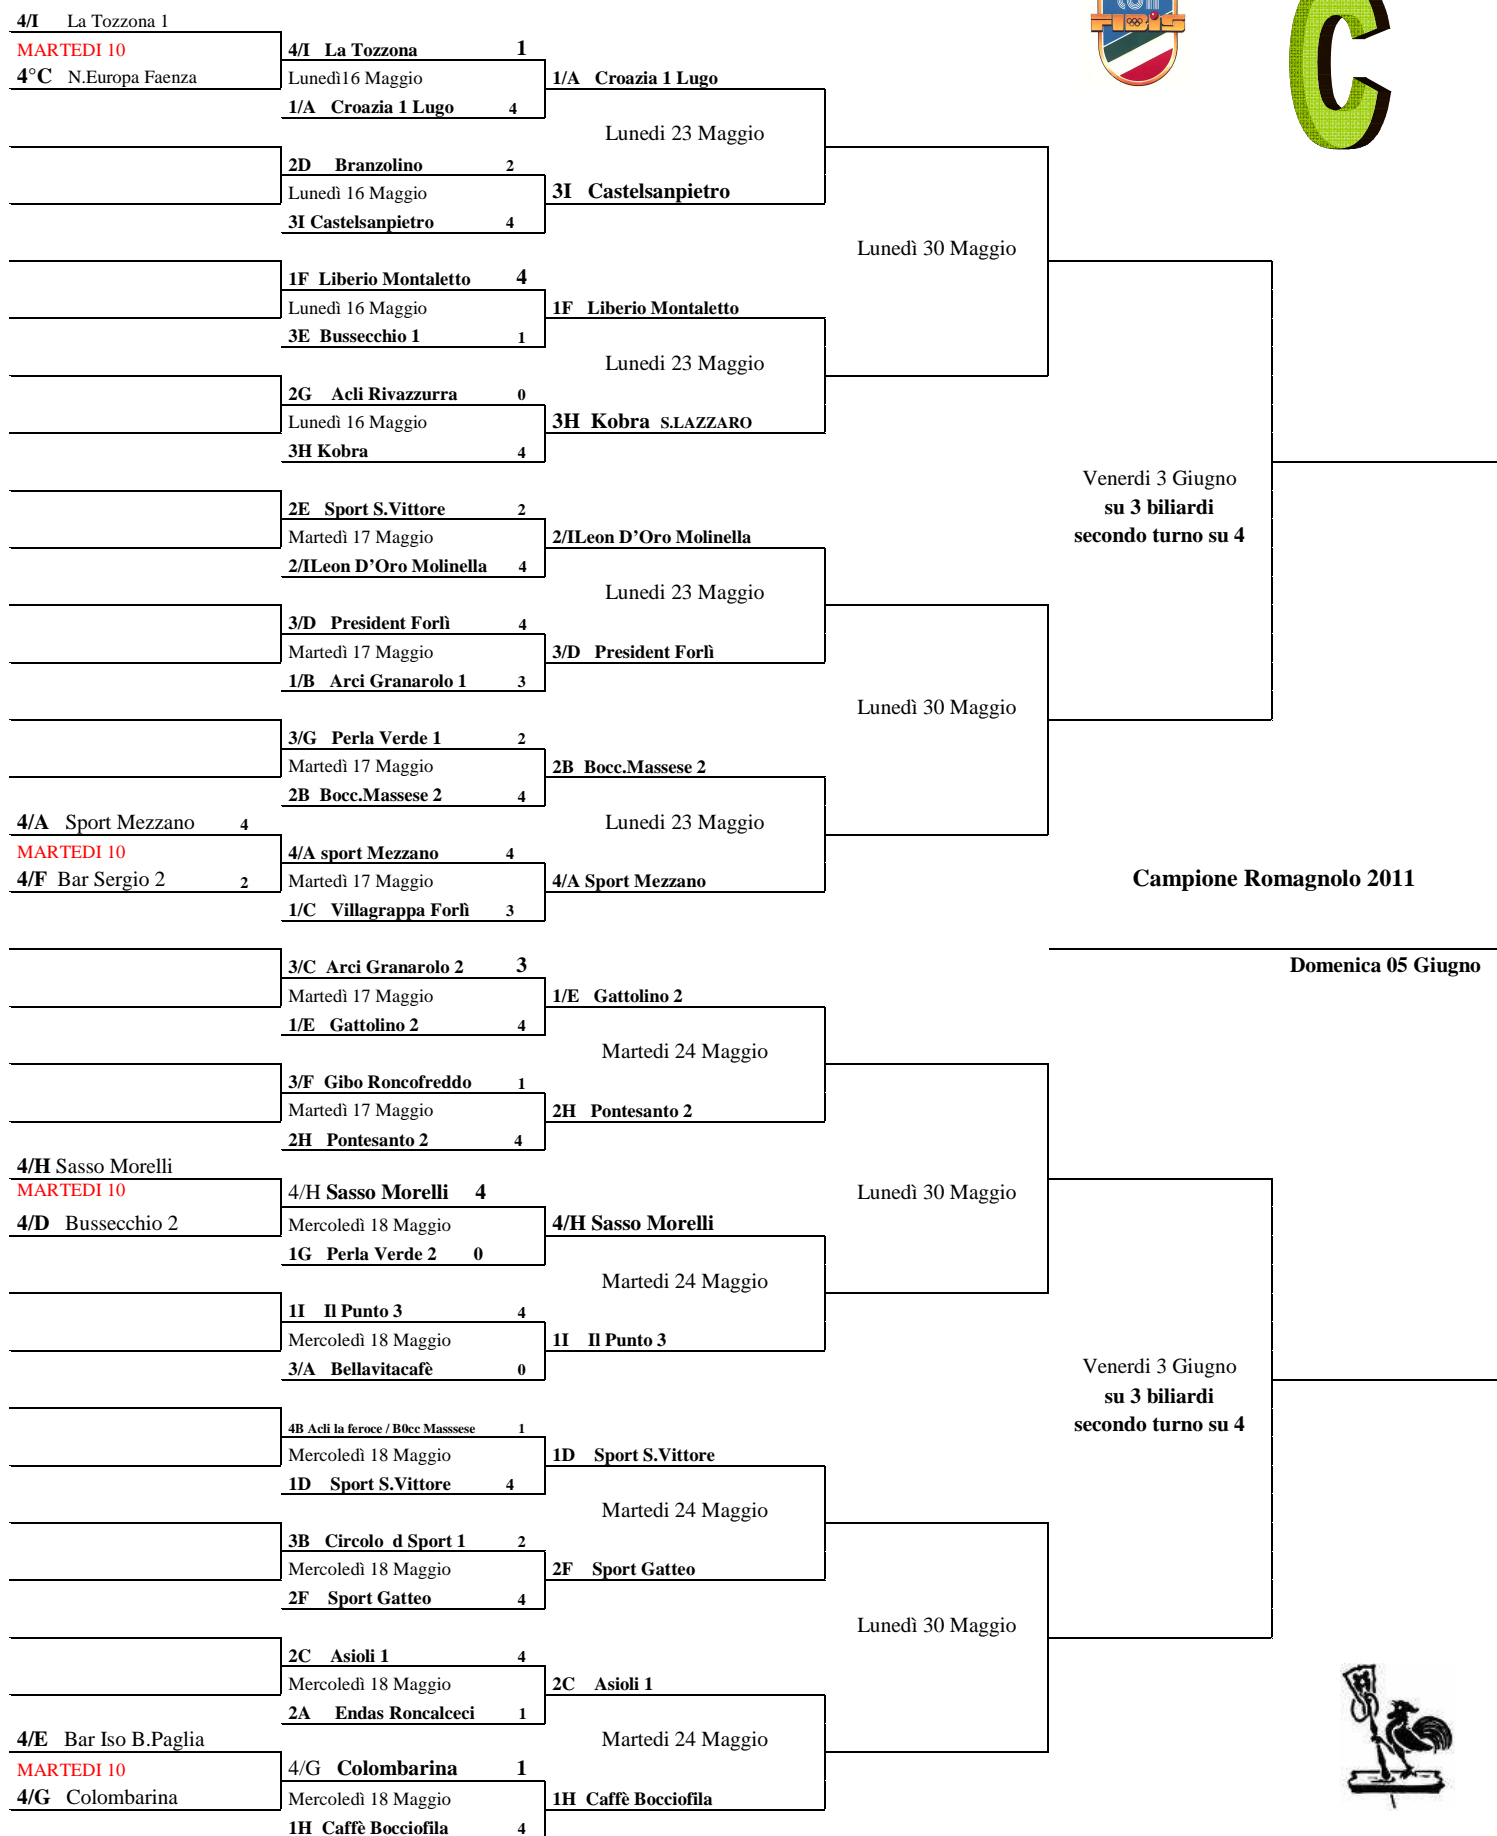 4/I La Tozzona 1
MARTEDI 10
4°C N.Europa Faenza
4/I La Tozzona 1
Lunedì16 Maggio
1/A Croazia 1 Lugo 4
1/A Croazia 1 Lugo
Lunedi 23 Maggio
2D Branzolino 2
Lunedì 16 Maggio
3I Castelsanpietro 4
3I Castelsanpietro
Lunedì 30 Maggio
1F Liberio Montaletto 4
Lunedì 16 Maggio
3E Bussecchio 1 1
1F Liberio Montaletto
Lunedi 23 Maggio
2G Acli Rivazzurra 0
Lunedì 16 Maggio
3H Kobra 4
3H Kobra S.LAZZARO
Venerdi 3 Giugno
su 3 biliardi
secondo turno su 4
2E Sport S.Vittore 2
Martedì 17 Maggio
2/ILeon D'Oro Molinella 4
2/ILeon D'Oro Molinella
Lunedi 23 Maggio
3/D President Forlì 4
Martedì 17 Maggio
1/B Arci Granarolo 1 3
3/D President Forlì
Lunedì 30 Maggio
3/G Perla Verde 1 2
Martedì 17 Maggio
2B Bocc.Massese 2 4
2B Bocc.Massese 2
Lunedi 23 Maggio
4/A Sport Mezzano 4
MARTEDI 10
4/F Bar Sergio 2 2
4/A sport Mezzano 4
Martedì 17 Maggio
1/C Villagrappa Forlì 3
4/A Sport Mezzano
Campione Romagnolo 2011
Domenica 05 Giugno
3/C Arci Granarolo 2 3
Martedì 17 Maggio
1/E Gattolino 2 4
1/E Gattolino 2
Martedi 24 Maggio
3/F Gibo Roncofreddo 1
Martedì 17 Maggio
2H Pontesanto 2 4
2H Pontesanto 2
4/H Sasso Morelli
MARTEDI 10
4/D Bussecchio 2
4/H Sasso Morelli 4
Mercoledì 18 Maggio
1G Perla Verde 2 0
4/H Sasso Morelli
Lunedì 30 Maggio
Martedi 24 Maggio
1I Il Punto 3 4
Mercoledì 18 Maggio
3/A Bellavitacafè 0
1I Il Punto 3
Venerdi 3 Giugno
su 3 biliardi
secondo turno su 4
4B Acli la feroce / B0cc Masssese 1
Mercoledì 18 Maggio
1D Sport S.Vittore 4
1D Sport S.Vittore
Martedi 24 Maggio
3B Circolo d Sport 1 2
Mercoledì 18 Maggio
2F Sport Gatteo 4
2F Sport Gatteo
Lunedì 30 Maggio
2C Asioli 1 4
Mercoledì 18 Maggio
2A Endas Roncalceci 1
2C Asioli 1
Martedi 24 Maggio
4/E Bar Iso B.Paglia
MARTEDI 10
4/G Colombarina
4/G Colombarina 1
Mercoledì 18 Maggio
1H Caffè Bocciofila 4
1H Caffè Bocciofila
CONI
FIBIS
C